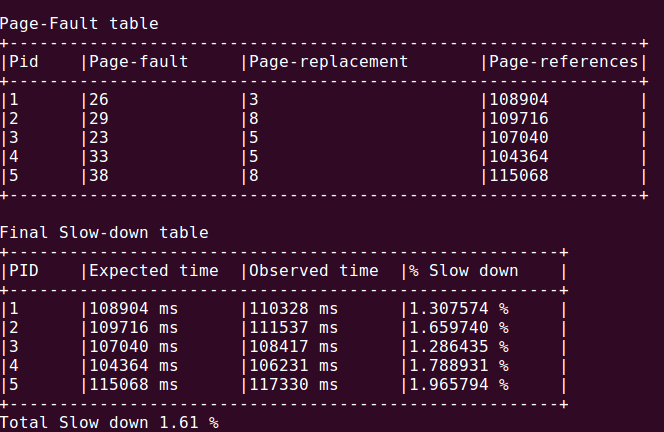 Page-Fault table
+---------------------------------------------------------------+
|Pid    |Page-fault     |Page-replacement       |Page-references|
+---------------------------------------------------------------+
|1      |26             |3                      |108904         |
|2      |29             |8                      |109716         |
|3      |23             |5                      |107040         |
|4      |33             |5                      |104364         |
|5      |38             |8                      |115068         |
+---------------------------------------------------------------+
Final Slow-down table
+-------------------------------------------------------+
|PID    |Expected time  |Observed time  |% Slow down    |
+-------------------------------------------------------+
|1      |108904 ms      |110328 ms      |1.307574 %     |
|2      |109716 ms      |111537 ms      |1.659740 %     |
|3      |107040 ms      |108417 ms      |1.286435 %     |
|4      |104364 ms      |106231 ms      |1.788931 %     |
|5      |115068 ms      |117330 ms      |1.965794 %     |
+-------------------------------------------------------+
Total Slow down 1.61 %